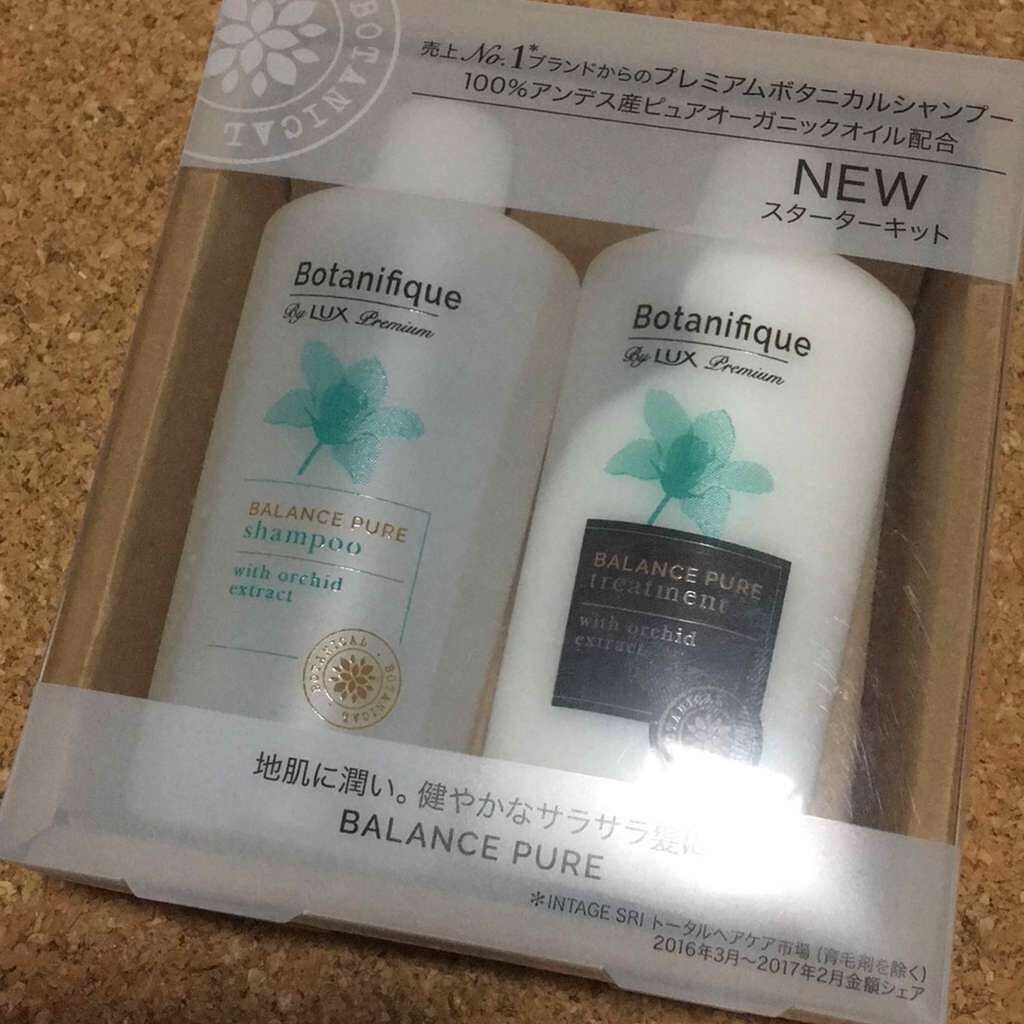 BOTANICAL
売上No.1*ブランドからのプレミアムボタニカルシャンプー
100%アンデス産ピュアオーガニックオイル配合
NEW
スターターキット
Botanifique
By LUX Premium
BALANCE PURE
shampoo
with orchid
extract
BOTANICAL・BOTANICAL
Botanifique
By LUX Premium
BALANCE PURE
treatment
with orchid
extract
BOTANICAL
地肌に潤い。健やかなサラサラ髪に
BALANCE PURE
*INTAGE SRI トータルヘアケア市場（育毛剤を除く）
2016年3月〜2017年2月金額シェア